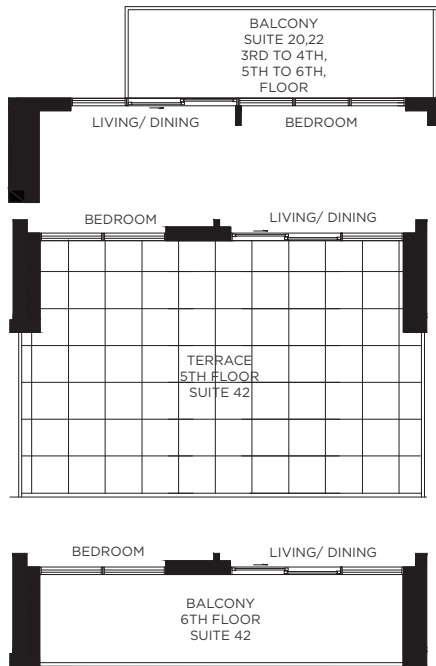 BALCONY
SUITE 20,22
3RD TO 4TH,
5TH TO 6TH,
FLOOR
LIVING/ DINING
BEDROOM
BEDROOM
LIVING/ DINING
TERRACE
5TH FLOOR
SUITE 42
BEDROOM
LIVING/ DINING
BALCONY
6TH FLOOR
SUITE 42